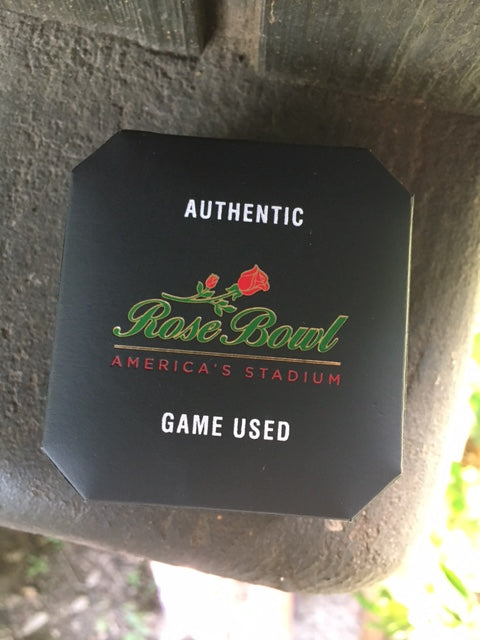 AUTHENTIC
Rose Bowl
AMERICA'S STADIUM
GAME USED